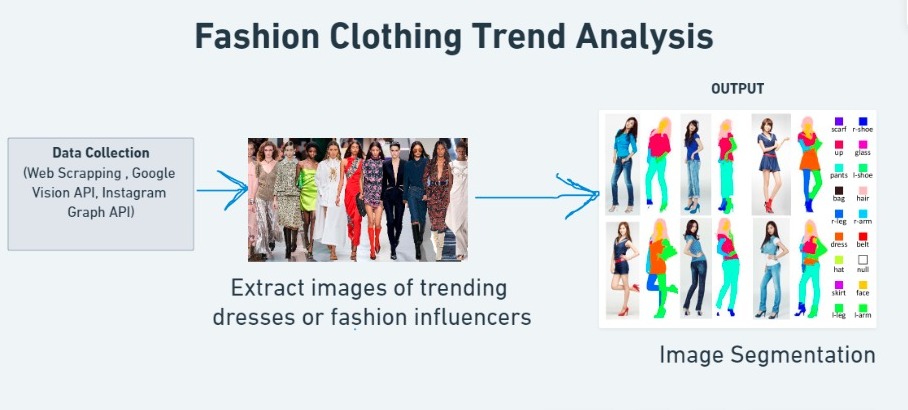 Fashion Clothing Trend Analysis
OUTPUT
Data Collection
(Web Scrapping , Google
Vision API, Instagram
Graph API)
Extract images of trending
dresses or fashion influencers
scarf r-shoe
up glass
pants l-shoe
bag hair
r-leg r-arm
dress belt
hat null
skirt face
l-leg l-arm
Image Segmentation